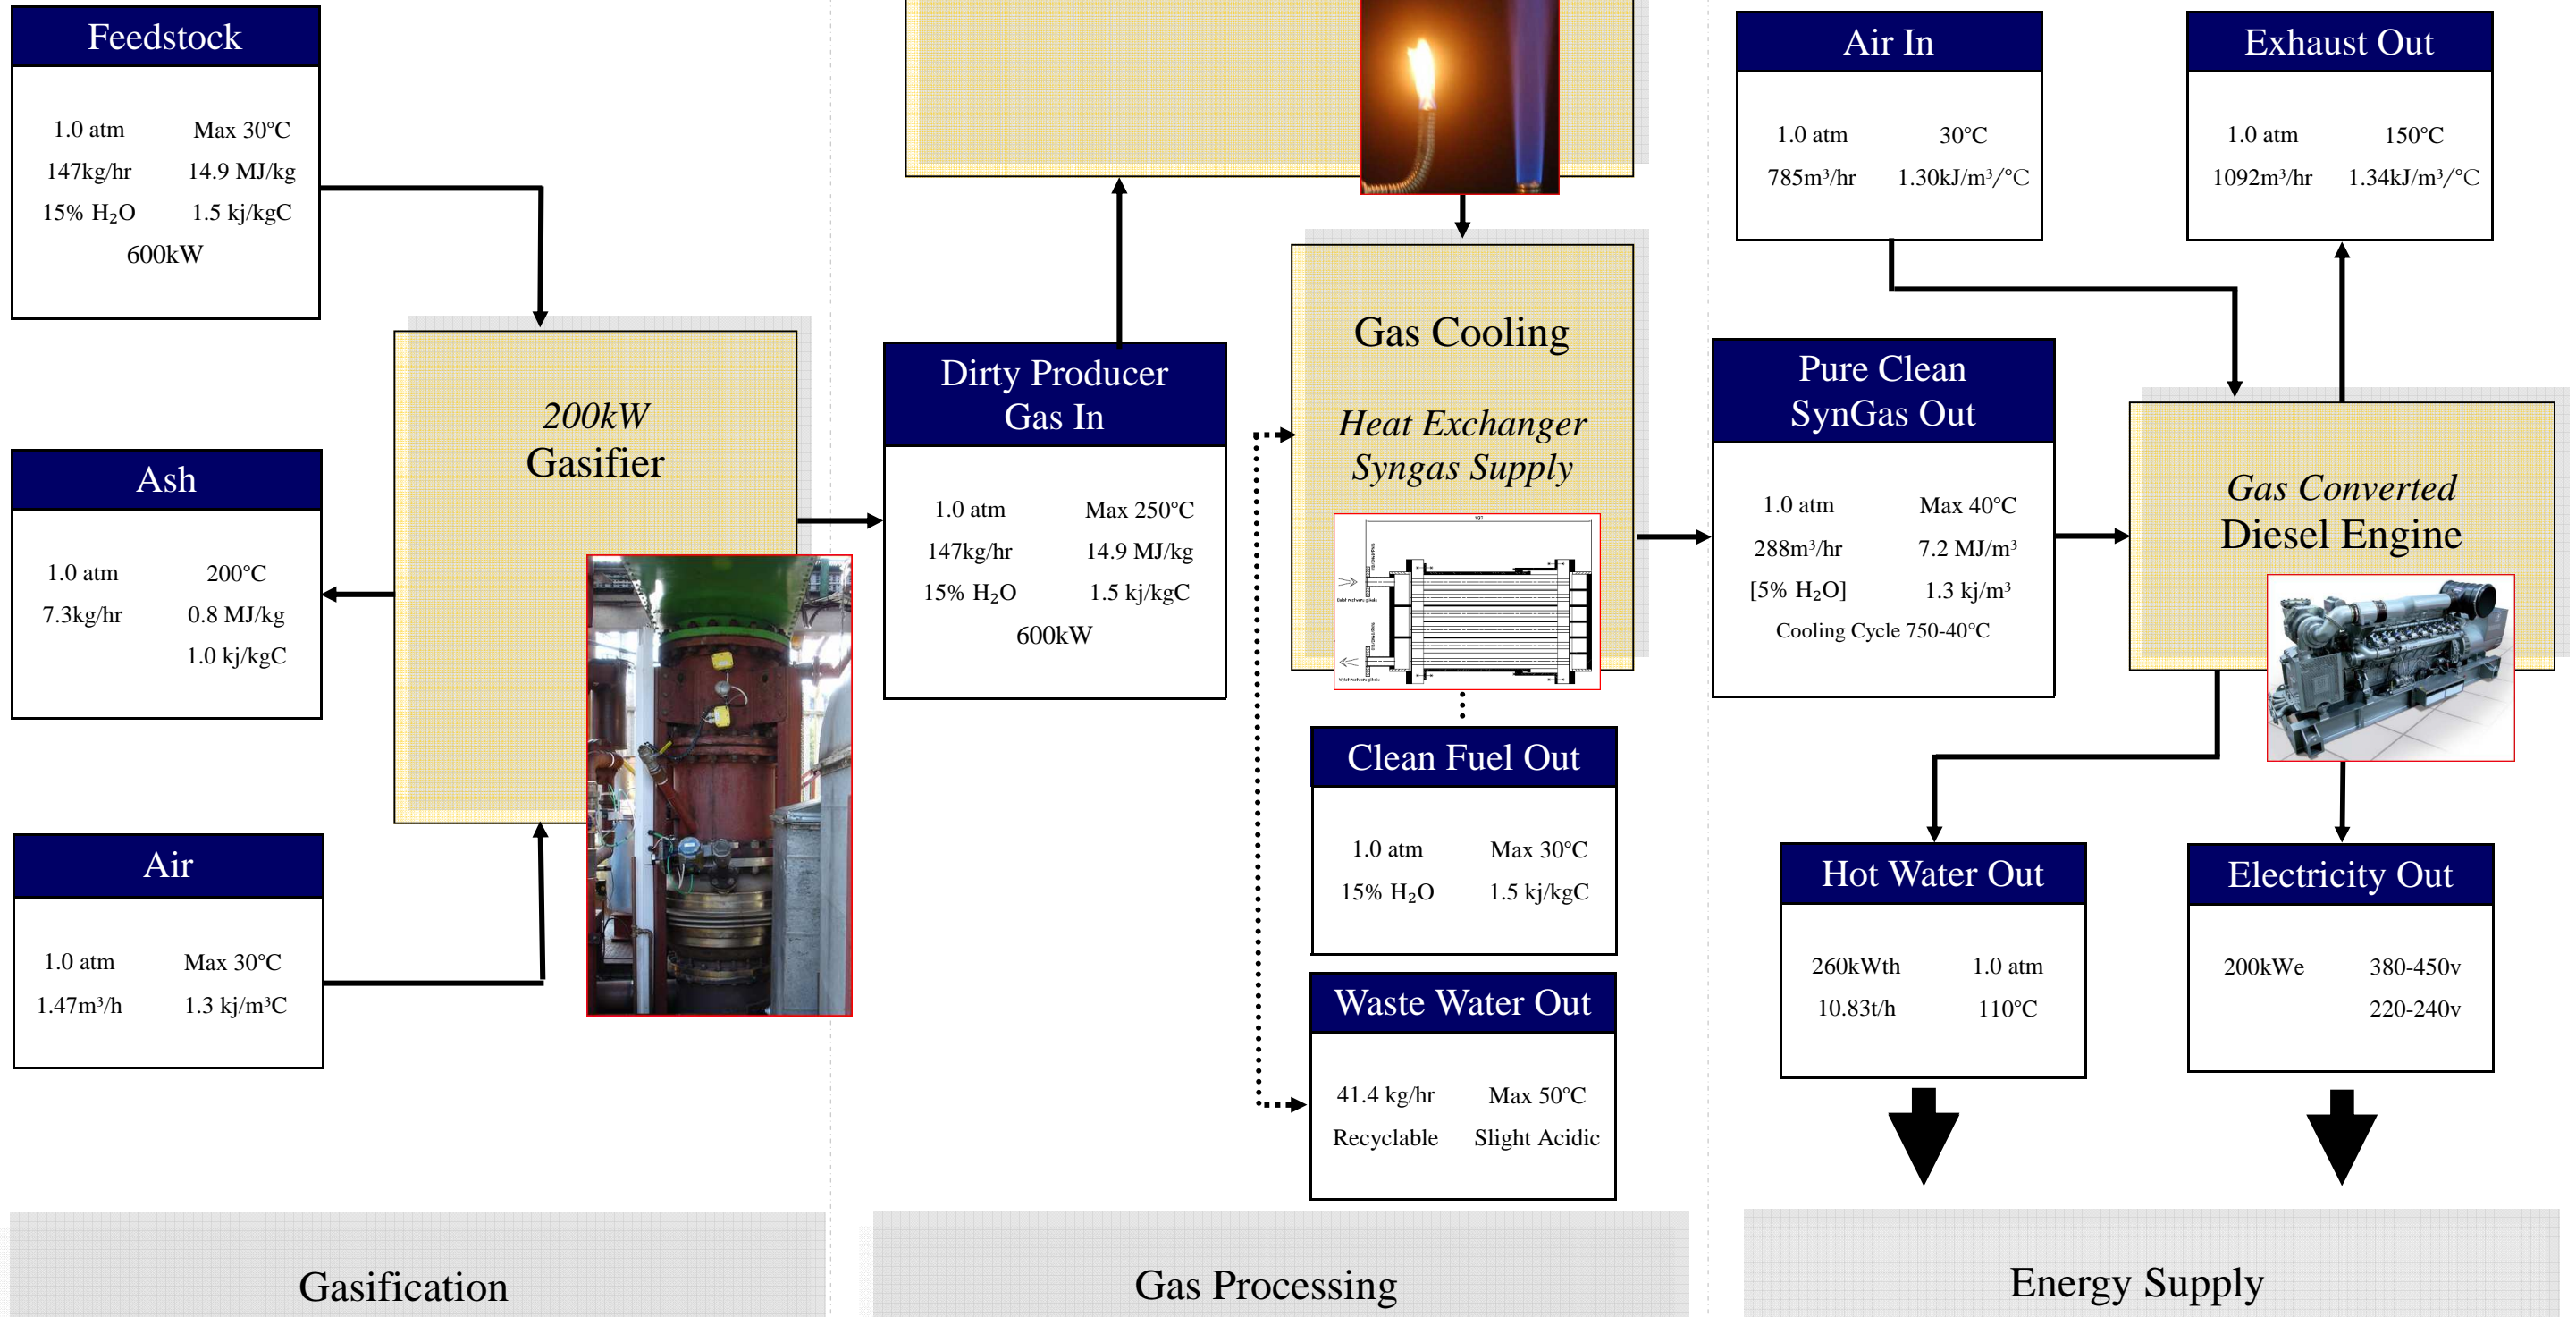 Feedstock
1.0 atm Max 30°C
147kg/hr 14.9 MJ/kg
15% H₂O 1.5 kj/kgC
600kW
Ash
1.0 atm 200°C
7.3kg/hr 0.8 MJ/kg
1.0 kj/kgC
Air
1.0 atm Max 30°C
1.47m³/h 1.3 kj/m³C
200kW
Gasifier
Gasification
Dirty Producer
Gas In
1.0 atm Max 250°C
147kg/hr 14.9 MJ/kg
15% H₂O 1.5 kj/kgC
600kW
Gas Cooling
Heat Exchanger
Syngas Supply
Clean Fuel Out
1.0 atm Max 30°C
15% H₂O 1.5 kj/kgC
Waste Water Out
41.4 kg/hr Max 50°C
Recyclable Slight Acidic
Gas Processing
Air In
1.0 atm 30°C
785m³/hr 1.30kJ/m³/°C
Exhaust Out
1.0 atm 150°C
1092m³/hr 1.34kJ/m³/°C
Pure Clean
SynGas Out
1.0 atm Max 40°C
288m³/hr 7.2 MJ/m³
[5% H₂O] 1.3 kj/m³
Cooling Cycle 750-40°C
Gas Converted
Diesel Engine
Hot Water Out
260kWth 1.0 atm
10.83t/h 110°C
Electricity Out
200kWe 380-450v
220-240v
Energy Supply